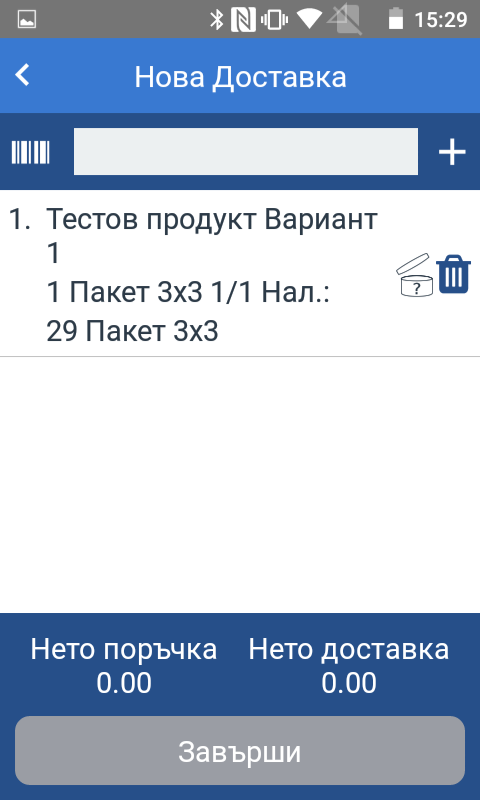 15:29
Нова Доставка
1. Тестов продукт Вариант
1
1 Пакет 3x3 1/1 Нал.:
29 Пакет 3x3
?
Нето поръчка Нето доставка
0.00 0.00
Завърши